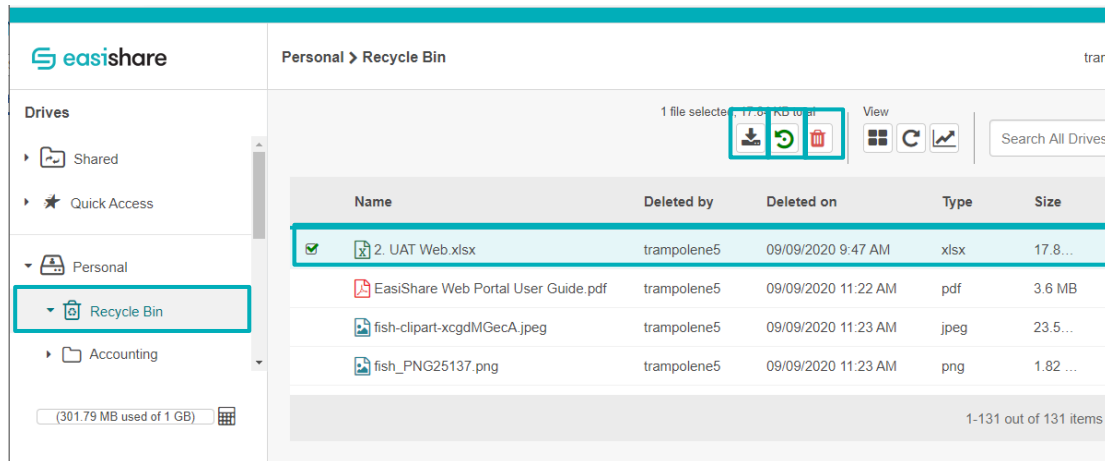 easishare
Personal > Recycle Bin
Drives
Shared
Quick Access
Personal
Recycle Bin
Accounting
(301.79 MB used of 1 GB)
1 file selected, 17.84 KB total
View
Search All Drives
Name Deleted by Deleted on Type Size
2. UAT Web.xlsx trampolene5 09/09/2020 9:47 AM xlsx 17.8...
EasiShare Web Portal User Guide.pdf trampolene5 09/09/2020 11:22 AM pdf 3.6 MB
fish-clipart-xcgdMGecA.jpeg trampolene5 09/09/2020 11:23 AM jpeg 23.5...
fish_PNG25137.png trampolene5 09/09/2020 11:23 AM png 1.82 ...
1-131 out of 131 items